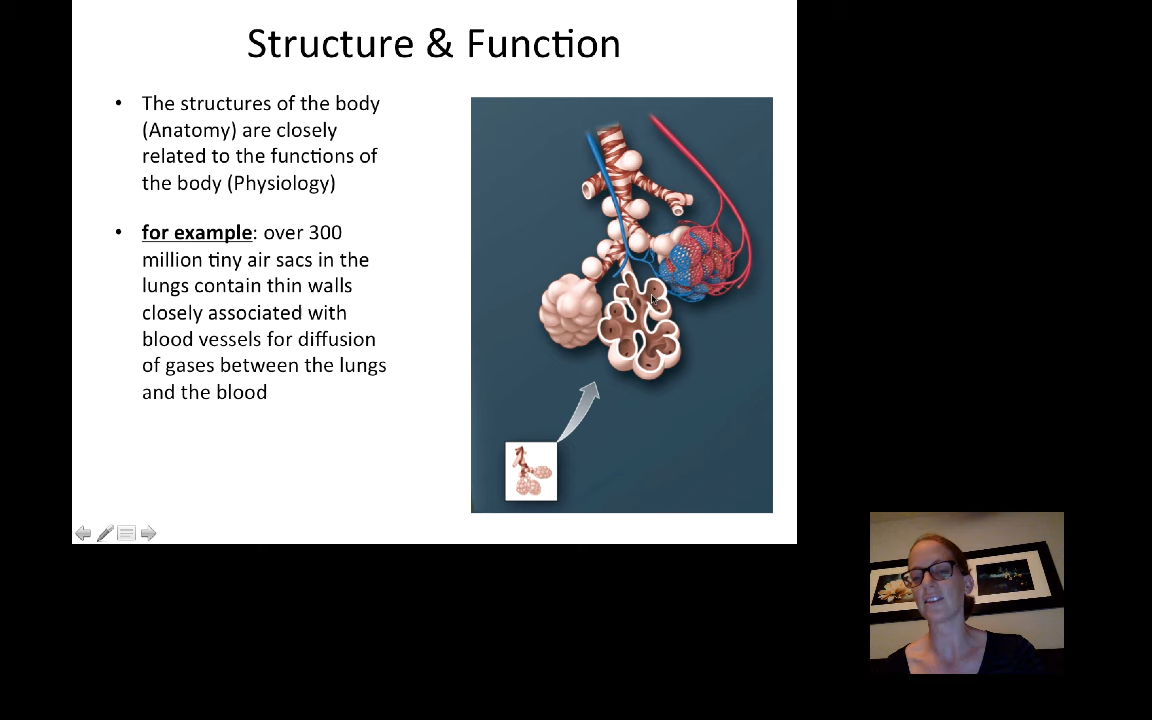 Structure & Function
• The structures of the body
(Anatomy) are closely
related to the functions of
the body (Physiology)
• for example: over 300
million tiny air sacs in the
lungs contain thin walls
closely associated with
blood vessels for diffusion
of gases between the lungs
and the blood